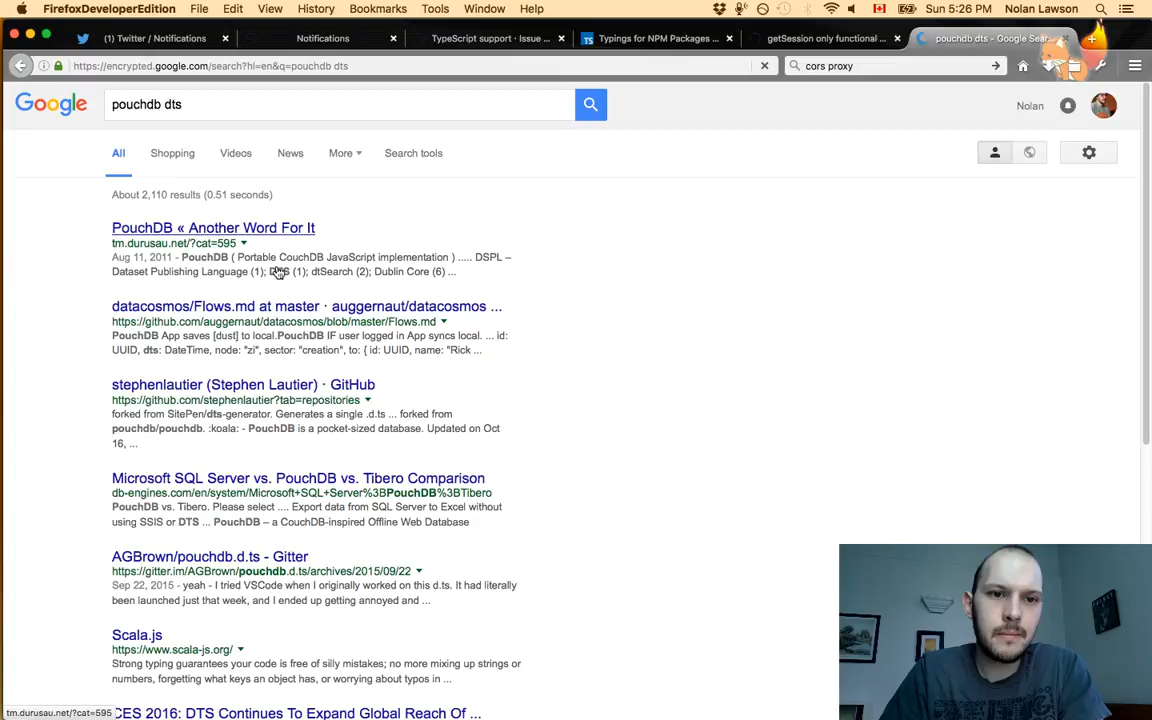 FirefoxDeveloperEdition File Edit View History Bookmarks Tools Window Help Sun 5:26 PM Nolan Lawson
(1) Twitter / Notifications Notifications TypeScript support · Issue ... Typings for NPM Packages ... getSession only functional ... pouchdb dts - Google Sear...
https://encrypted.google.com/search?hl=en&q=pouchdb dts cors proxy
Google pouchdb dts Nolan
All Shopping Videos News More Search tools
About 2,110 results (0.51 seconds)
PouchDB « Another Word For It
tm.durusau.net/?cat=595
Aug 11, 2011 - PouchDB ( Portable CouchDB JavaScript implementation ) ..... DSPL –
Dataset Publishing Language (1); (1); dtSearch (2); Dublin Core (6) ...
datacosmos/Flows.md at master · auggernaut/datacosmos ...
https://github.com/auggernaut/datacosmos/blob/master/Flows.md
PouchDB App saves [dust] to local.PouchDB IF user logged in App syncs local. ... id:
UUID, dts: DateTime, node: "zi", sector: "creation", to: { id: UUID, name: "Rick ...
stephenlautier (Stephen Lautier) · GitHub
https://github.com/stephenlautier?tab=repositories
forked from SitePen/dts-generator. Generates a single .d.ts ... forked from
pouchdb/pouchdb. :koala: - PouchDB is a pocket-sized database. Updated on Oct
16, ...
Microsoft SQL Server vs. PouchDB vs. Tibero Comparison
db-engines.com/en/system/Microsoft+SQL+Server%3BPouchDB%3BTibero
PouchDB vs. Tibero. Please select .... Export data from SQL Server to Excel without
using SSIS or DTS ... PouchDB – a CouchDB-inspired Offline Web Database
AGBrown/pouchdb.d.ts - Gitter
https://gitter.im/AGBrown/pouchdb.d.ts/archives/2015/09/22
Sep 22, 2015 - yeah - I tried VSCode when I originally worked on this d.ts. It had literally
been launched just that week, and I ended up getting annoyed and ...
Scala.js
https://www.scala-js.org/
Strong typing guarantees your code is free of silly mistakes; no more mixing up strings or
numbers, forgetting what keys an object has, or worrying about typos in ...
CES 2016: DTS Continues To Expand Global Reach Of ...
tm.durusau.net/?cat=595